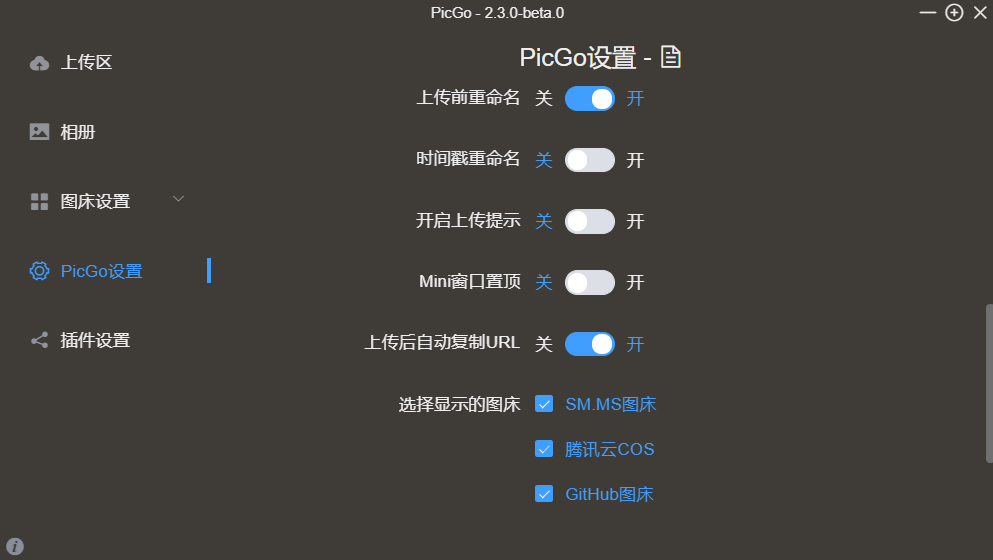 PicGo - 2.3.0-beta.0
上传区
相册
图床设置
PicGo设置
插件设置
PicGo设置 -
上传前重命名 关 开
时间戳重命名 关 开
开启上传提示 关 开
Mini窗口置顶 关 开
上传后自动复制URL 关 开
选择显示的图床 SM.MS图床
腾讯云COS
GitHub图床